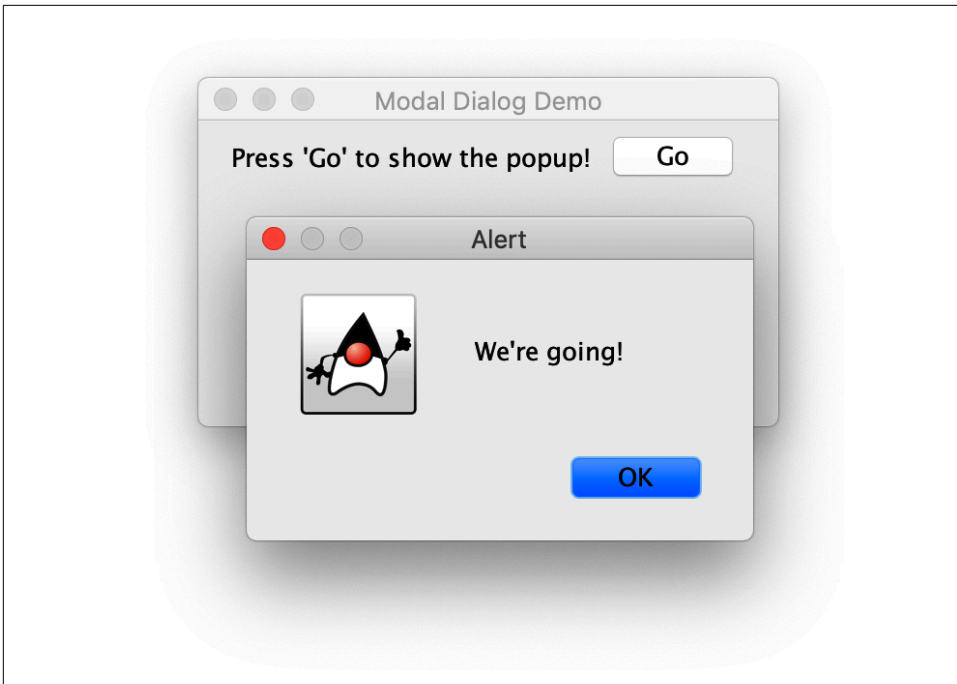 Modal Dialog Demo
Press 'Go' to show the popup!
Go
Alert
We're going!
OK